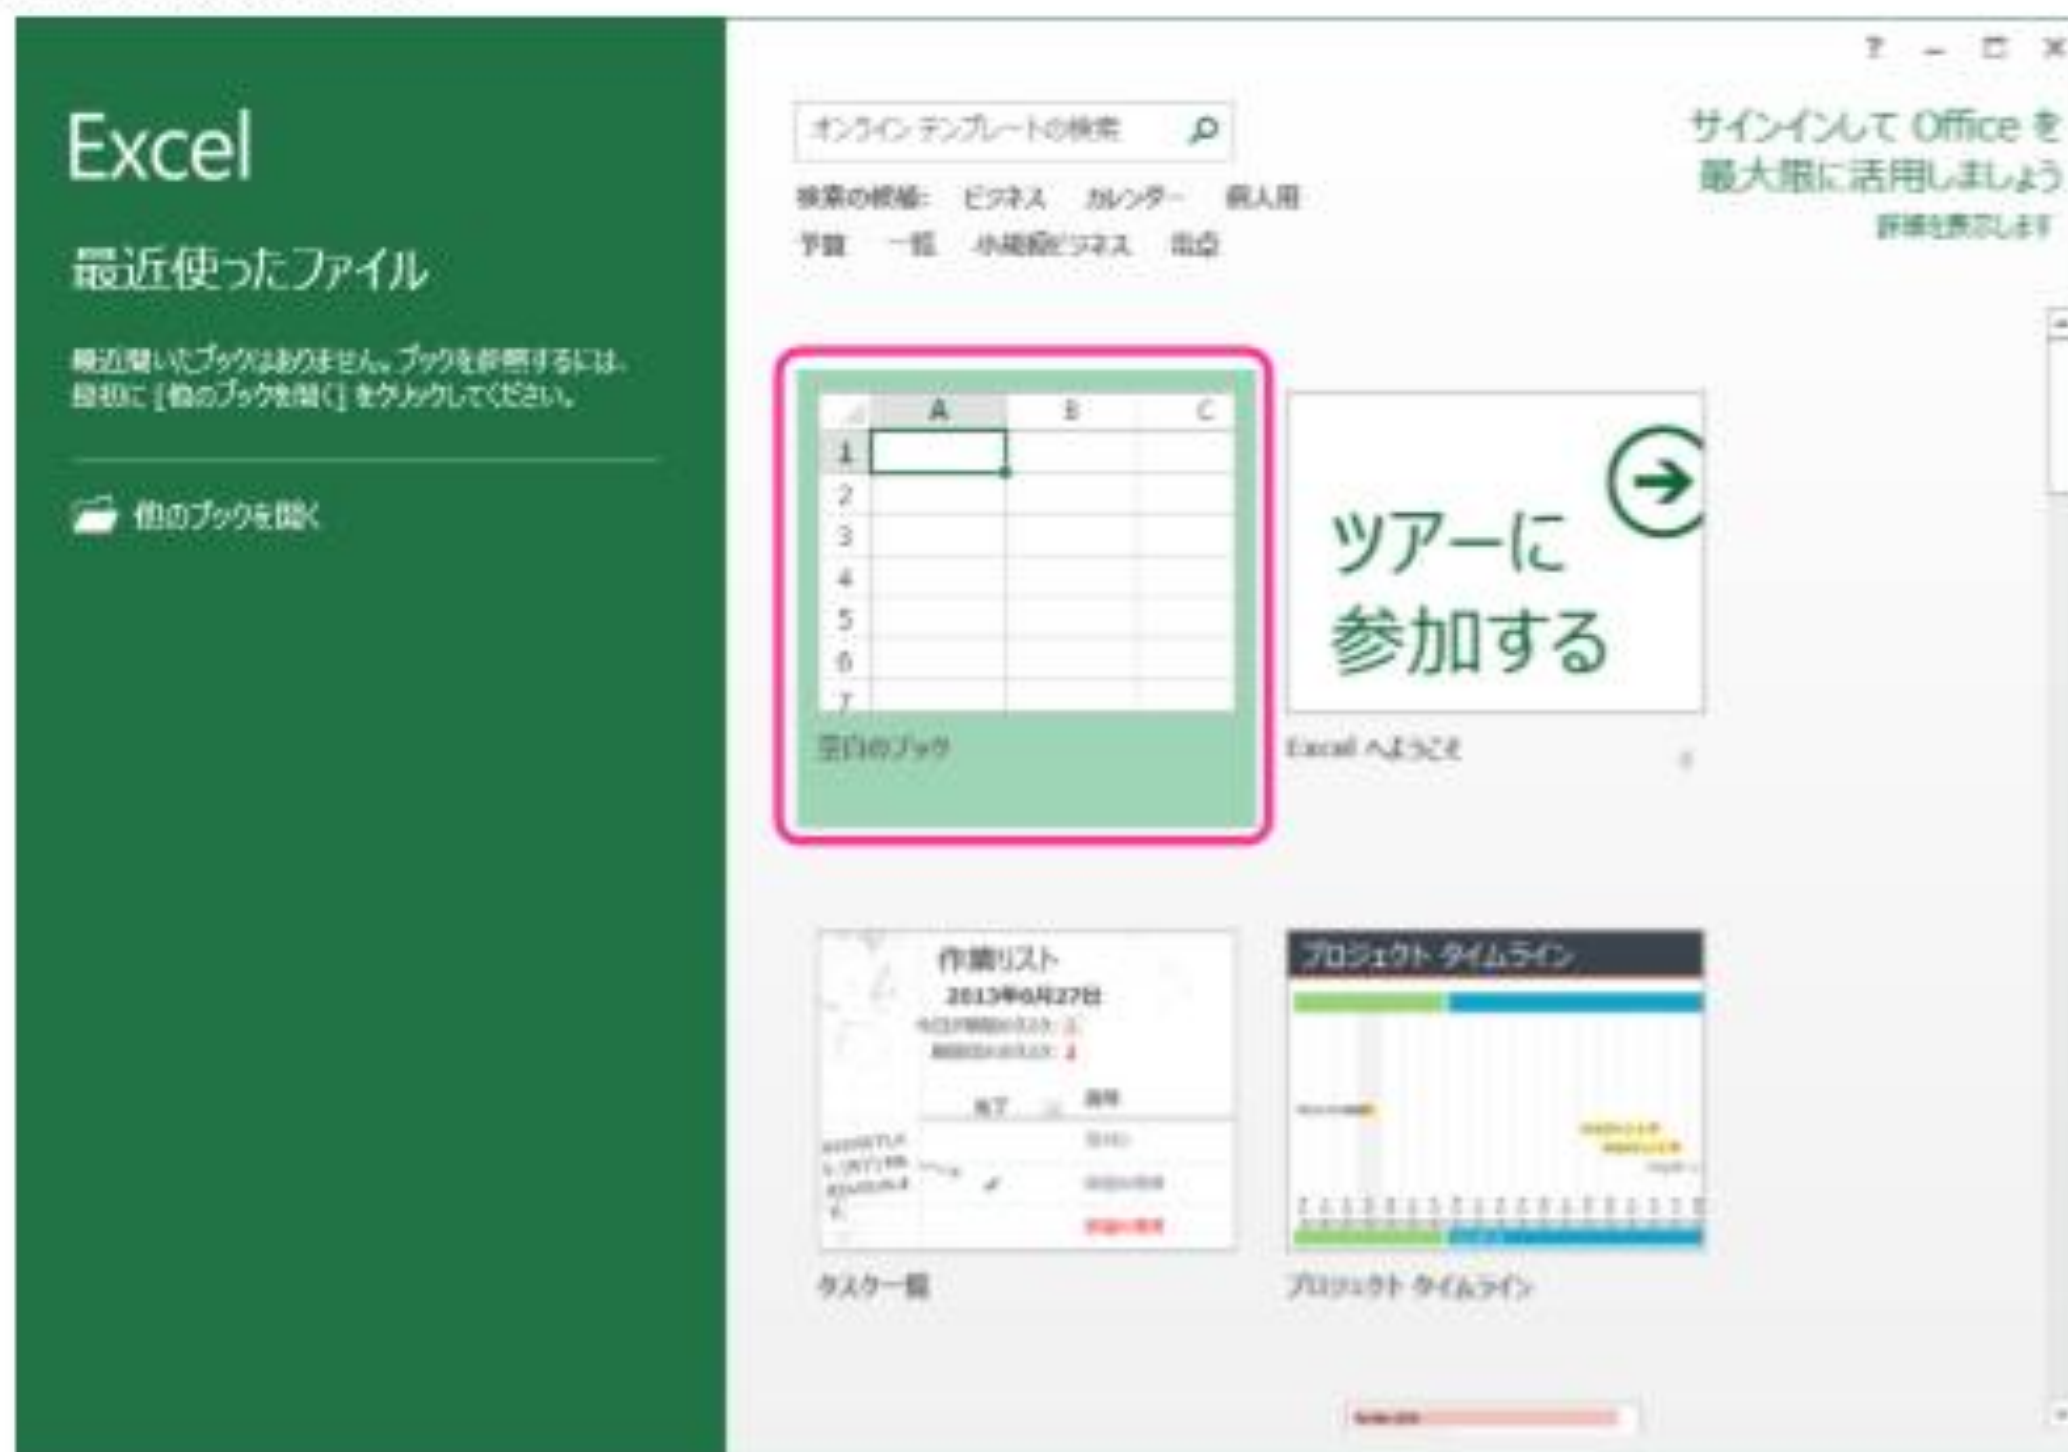 Excel
最近使ったファイル
最近開いたブックはありません。ブックを参照するには、
最初に [他のブックを開く] をクリックしてください。
他のブックを開く
?
オンライン テンプレートの検索
検索の候補: ビジネス カレンダー 個人用
予算 一覧 小規模ビジネス 電卓
サインインして Office を
最大限に活用しましょう
詳細を表示します
A B C
1
2
3
4
5
6
7
空白のブック
ツアーに
参加する
Excel へようこそ
作業リスト
2013年6月27日
完了
タスク一覧
プロジェクト タイムライン
プロジェクト タイムライン